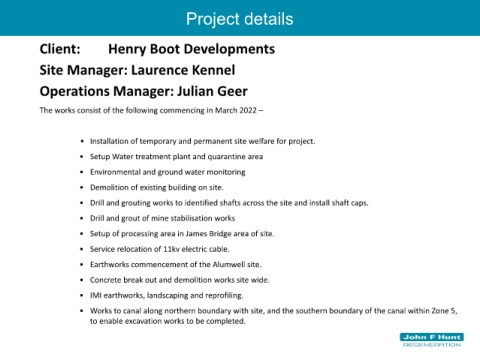 Project details
Client: Henry Boot Developments
Site Manager: Laurence Kennel
Operations Manager: Julian Geer
The works consist of the following commencing in March 2022 –
• Installation of temporary and permanent site welfare for project.
• Setup Water treatment plant and quarantine area
• Environmental and ground water monitoring
• Demolition of existing building on site.
• Drill and grouting works to identified shafts across the site and install shaft caps.
• Drill and grout of mine stabilisation works
• Setup of processing area in James Bridge area of site.
• Service relocation of 11kv electric cable.
• Earthworks commencement of the Alumwell site.
• Concrete break out and demolition works site wide.
• IMI earthworks, landscaping and reprofiling.
• Works to canal along northern boundary with site, and the southern boundary of the canal within Zone 5,
to enable excavation works to be completed.
John F Hunt
REGENERATION